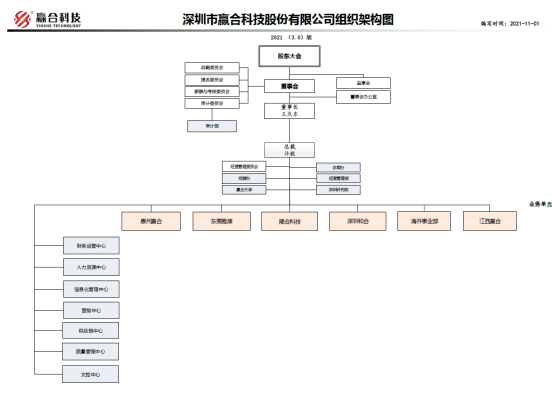 赢合科技
YINGHE TECHNOLOGY
深圳市赢合科技股份有限公司组织架构图
编写时间：2021-11-01
2021 （3.0）版
股东大会
战略委员会
提名委员会
薪酬与考核委员会
审计委员会
审计部
董事会
监事会
董事会办公室
董事长
王庆东
总裁
经营管理委员会
总裁办
经营管理部
赢合大学
深圳研究院
业务单元
惠州赢合
东莞雅康
隆合科技
深圳和合
海外事业部
江西赢合
财务运营中心
人力资源中心
信息化管理中心
营销中心
供应链中心
质量管理中心
文控中心